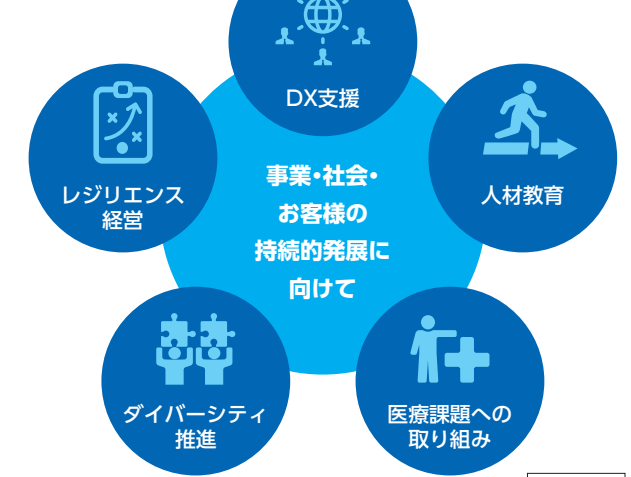 DX支援
レジリエンス
経営
事業・社会・
お客様の
持続的発展に
向けて
人材教育
ダイバーシティ
推進
医療課題への
取り組み